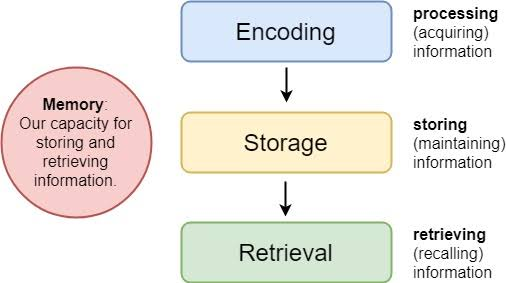 Memory:
Our capacity for
storing and
retrieving
information.
Encoding
processing
(acquiring)
information
Storage
storing
(maintaining)
information
Retrieval
retrieving
(recalling)
information